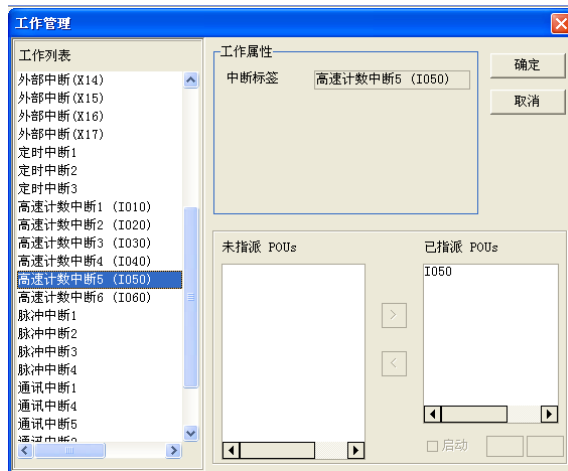 工作管理
工作列表
外部中断(X14)
外部中断(X15)
外部中断(X16)
外部中断(X17)
定时中断1
定时中断2
定时中断3
高速计数中断1 (I010)
高速计数中断2 (I020)
高速计数中断3 (I030)
高速计数中断4 (I040)
高速计数中断5 (I050)
高速计数中断6 (I060)
脉冲中断1
脉冲中断2
脉冲中断3
脉冲中断4
通讯中断1
通讯中断4
通讯中断5
工作属性
中断标签 高速计数中断5 (I050)
确定
取消
未指派 POUs
>
<
已指派 POUs
I050
启动